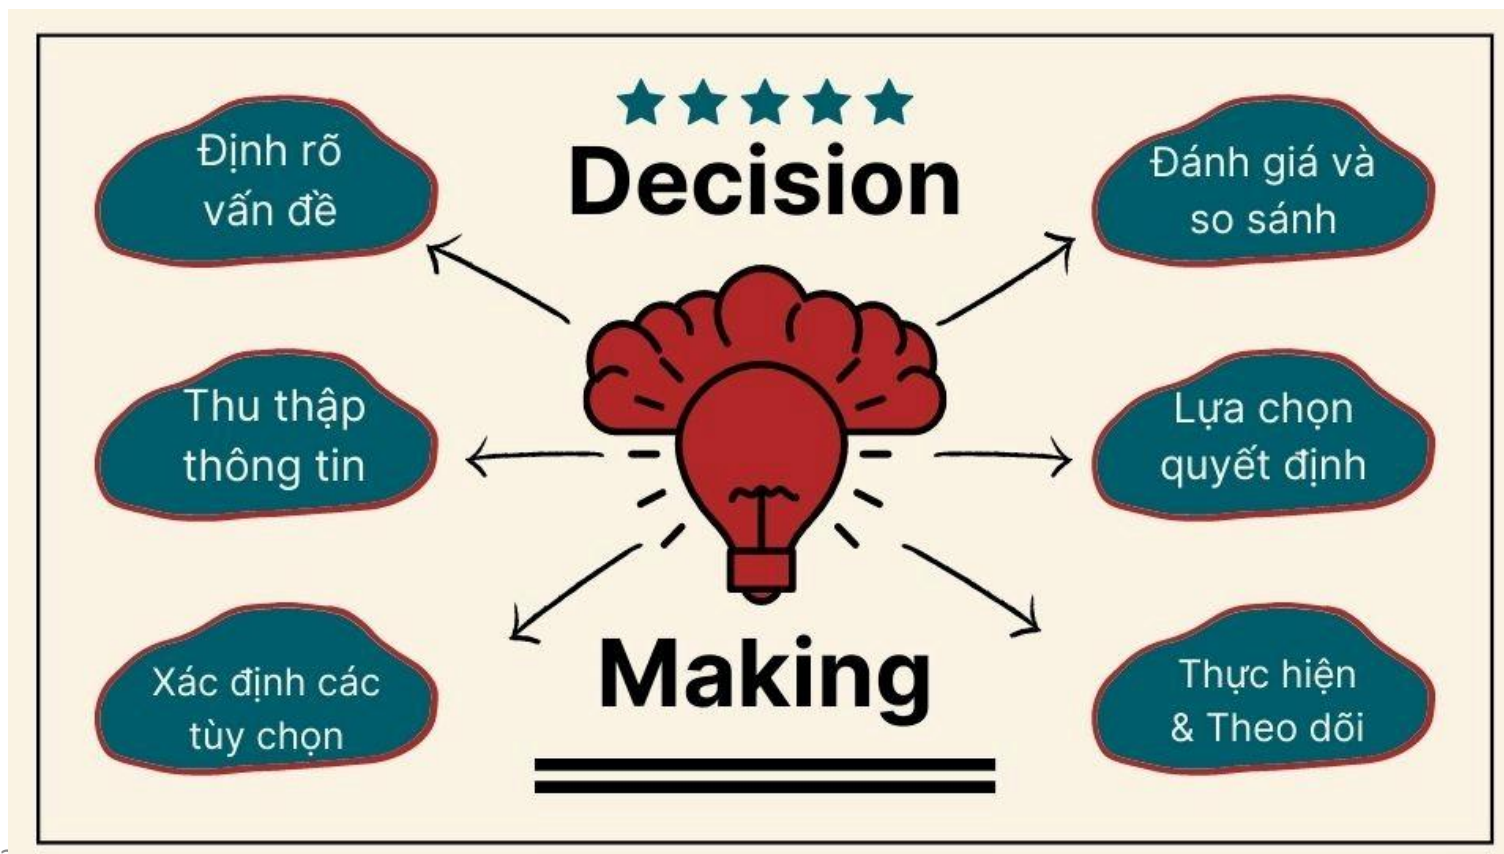 Decision
Making
Định rõ
vấn đề
Thu thập
thông tin
Xác định các
tùy chọn
Đánh giá và
so sánh
Lựa chọn
quyết định
Thực hiện
& Theo dõi